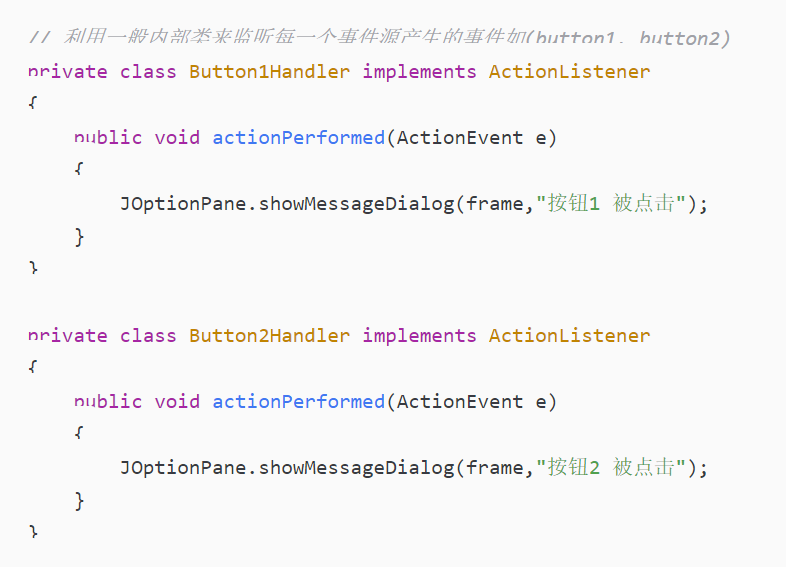 // 利用一般内部类来监听每一个事件源产生的事件如(button1, button2)
private class Button1Handler implements ActionListener
{
public void actionPerformed(ActionEvent e)
{
JOptionPane.showMessageDialog(frame,"按钮1 被点击");
}
}
private class Button2Handler implements ActionListener
{
public void actionPerformed(ActionEvent e)
{
JOptionPane.showMessageDialog(frame,"按钮2 被点击");
}
}